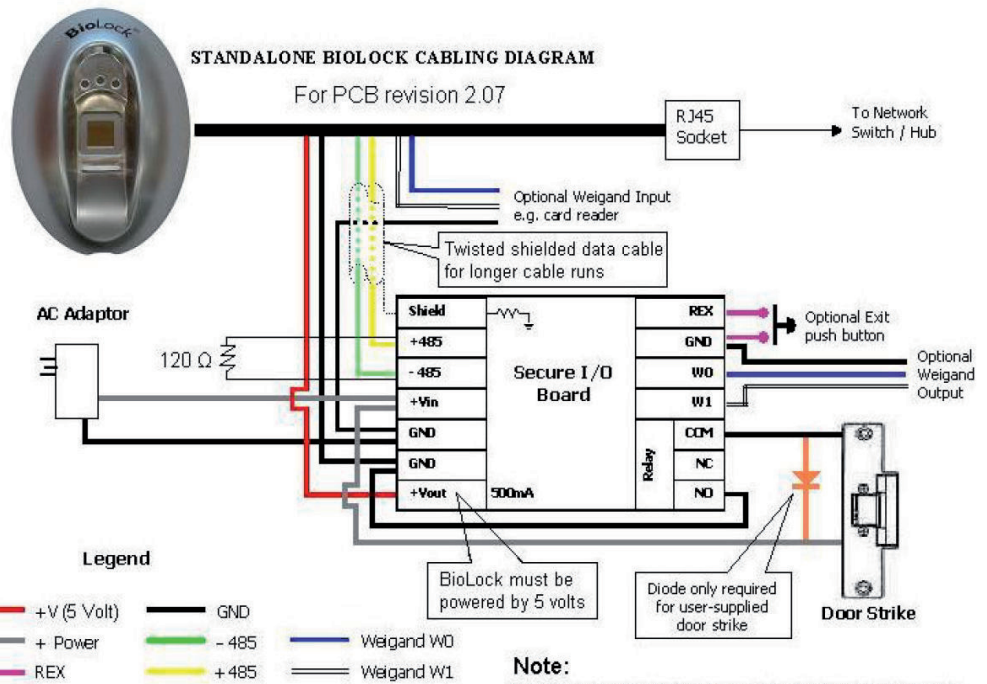 BioLock™
STANDALONE BIOLOCK CABLING DIAGRAM
For PCB revision 2.07
RJ45
Socket
To Network
Switch / Hub
Optional Weigand Input
e.g. card reader
Twisted shielded data cable
for longer cable runs
AC Adaptor
120 Ω
Shield
+485
- 485
+Vin
GND
GND
+Vout
500mA
Secure I/O
Board
REX
GND
W0
W1
Relay
COM
NC
NO
Optional Exit
push button
Optional
Weigand
Output
BioLock must be
powered by 5 volts
Diode only required
for user-supplied
door strike
Door Strike
Legend
+V (5 Volt)
GND
+ Power
- 485
Weigand W0
REX
+485
Weigand W1
Note: